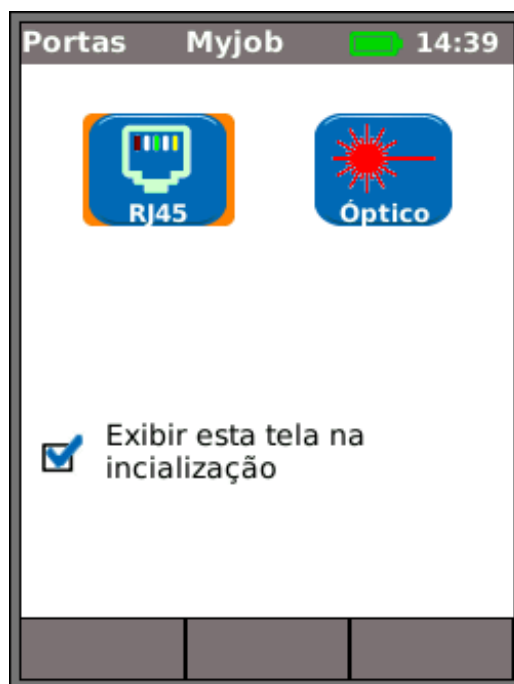 Portas Myjob 14:39
RJ45 Óptico
Exibir esta tela na
incialização